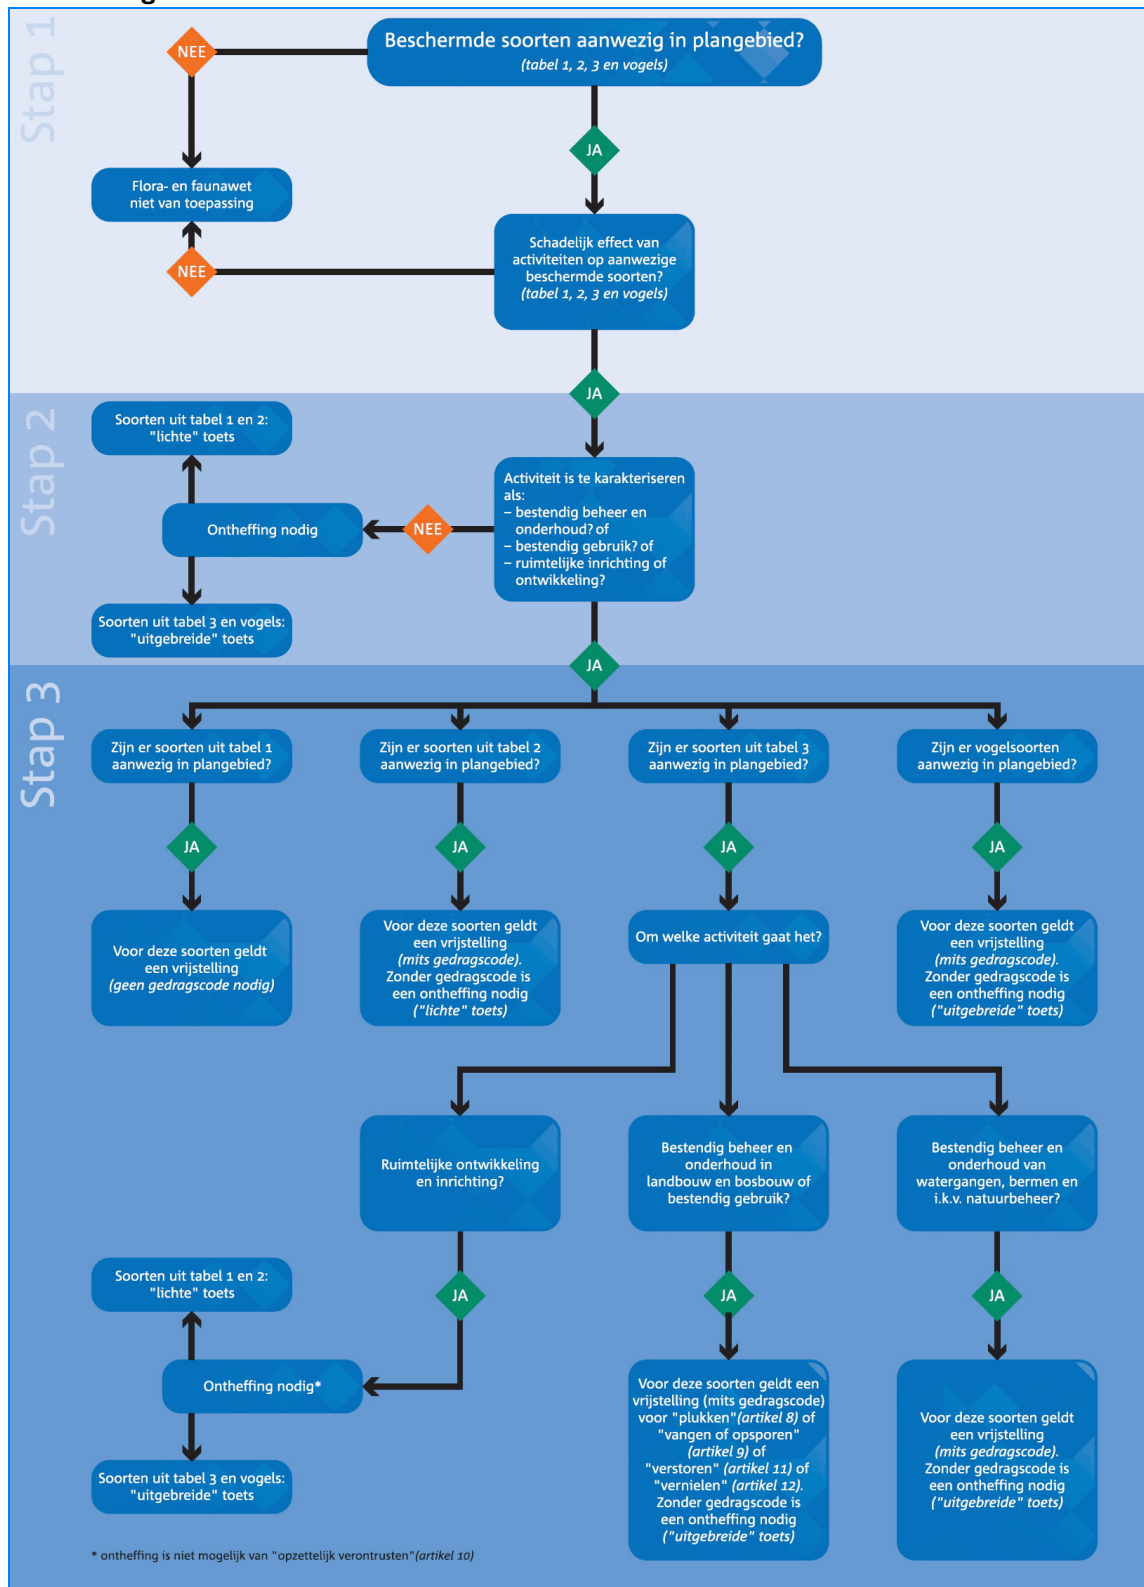 Stap 1
Beschermde soorten aanwezig in plangebied?
(tabel 1, 2, 3 en vogels)
NEE
JA
Flora- en faunawet
niet van toepassing
Schadelijk effect van
activiteiten op aanwezige
beschermde soorten?
(tabel 1, 2, 3 en vogels)
NEE
JA
Stap 2
Soorten uit tabel 1 en 2:
"lichte" toets
Activiteit is te karakteriseren
als:
– bestendig beheer en
onderhoud? of
– bestendig gebruik? of
– ruimtelijke inrichting of
ontwikkeling?
NEE
Ontheffing nodig
Soorten uit tabel 3 en vogels:
"uitgebreide" toets
JA
Stap 3
Zijn er soorten uit tabel 1
aanwezig in plangebied?
Zijn er soorten uit tabel 2
aanwezig in plangebied?
Zijn er soorten uit tabel 3
aanwezig in plangebied?
Zijn er vogelsoorten
aanwezig in plangebied?
JA
JA
JA
JA
Voor deze soorten geldt
een vrijstelling
(geen gedragscode nodig)
Voor deze soorten geldt
een vrijstelling
(mits gedragscode).
Zonder gedragscode is
een ontheffing nodig
("lichte" toets)
Om welke activiteit gaat het?
Voor deze soorten geldt
een vrijstelling
(mits gedragscode).
Zonder gedragscode is
een ontheffing nodig
("uitgebreide" toets)
Ruimtelijke ontwikkeling
en inrichting?
Bestendig beheer en
onderhoud in
landbouw en bosbouw of
bestendig gebruik?
Bestendig beheer en
onderhoud van
watergangen, bermen en
i.k.v. natuurbeheer?
JA
JA
JA
Soorten uit tabel 1 en 2:
"lichte" toets
Ontheffing nodig*
Soorten uit tabel 3 en vogels:
"uitgebreide" toets
Voor deze soorten geldt een
vrijstelling (mits gedragscode)
voor "plukken"(artikel 8) of
"vangen of opsporen"
(artikel 9) of
"verstoren" (artikel 11) of
"vernielen" (artikel 12).
Zonder gedragscode is
een ontheffing nodig
("uitgebreide" toets)
Voor deze soorten geldt
een vrijstelling
(mits gedragscode).
Zonder gedragscode is
een ontheffing nodig
("uitgebreide" toets)
* ontheffing is niet mogelijk van "opzettelijk verontrusten"(artikel 10)